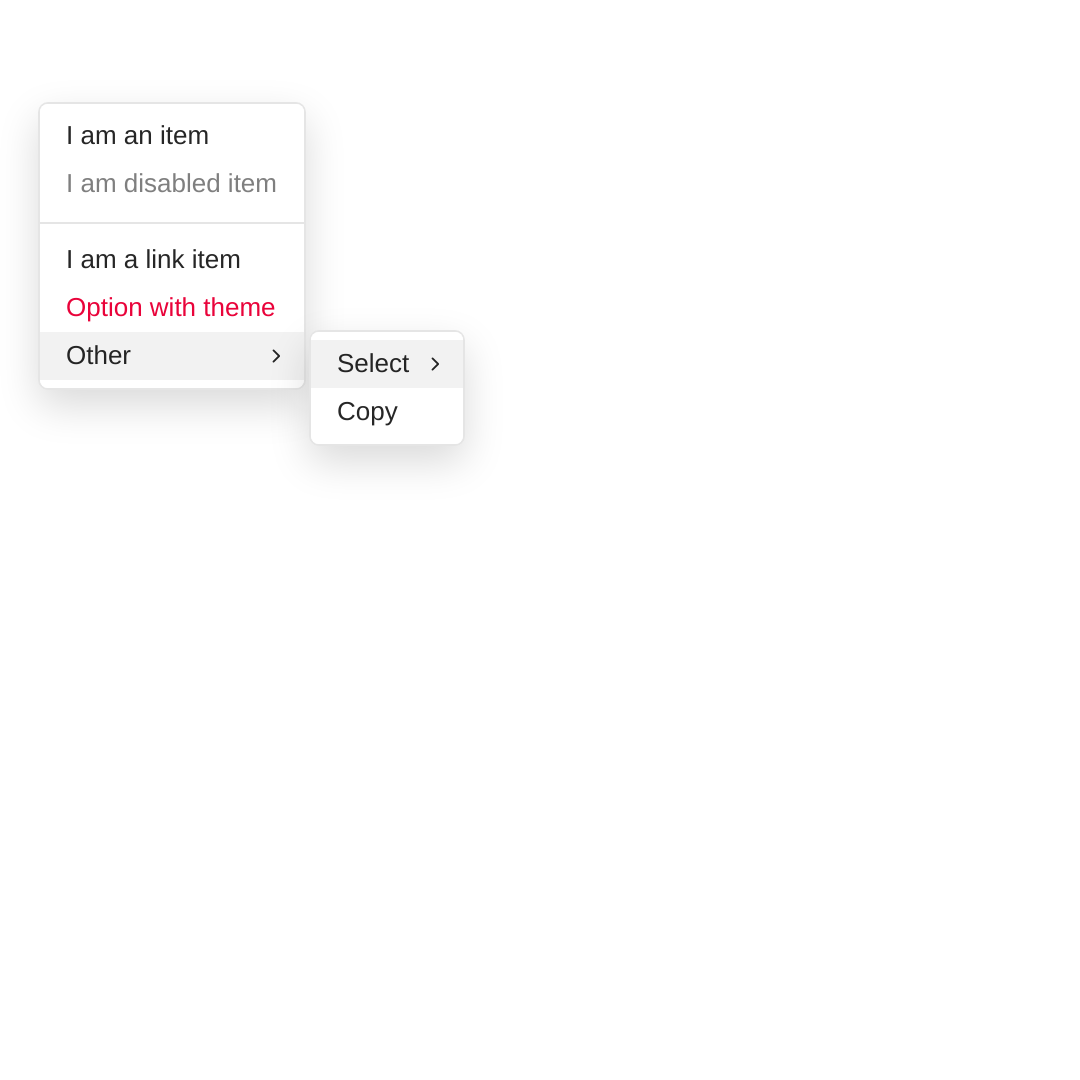 I am an item
I am disabled item
I am a link item
Option with theme
Other
Select
Copy